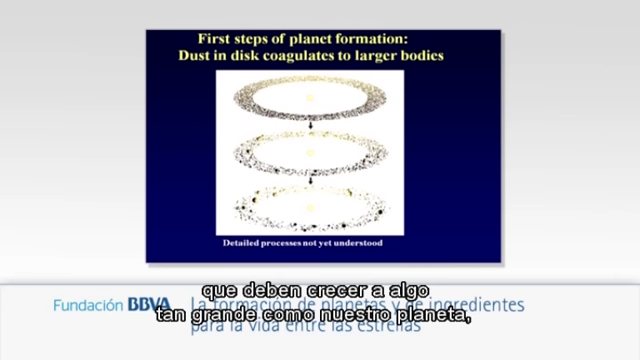 First steps of planet formation:
Dust in disk coagulates to larger bodies
Detailed processes not yet understood
que deben crecer a algo
tan grande como nuestro planeta,
Fundación BBVA
La formación de planetas y de ingredientes
para la vida entre las estrellas